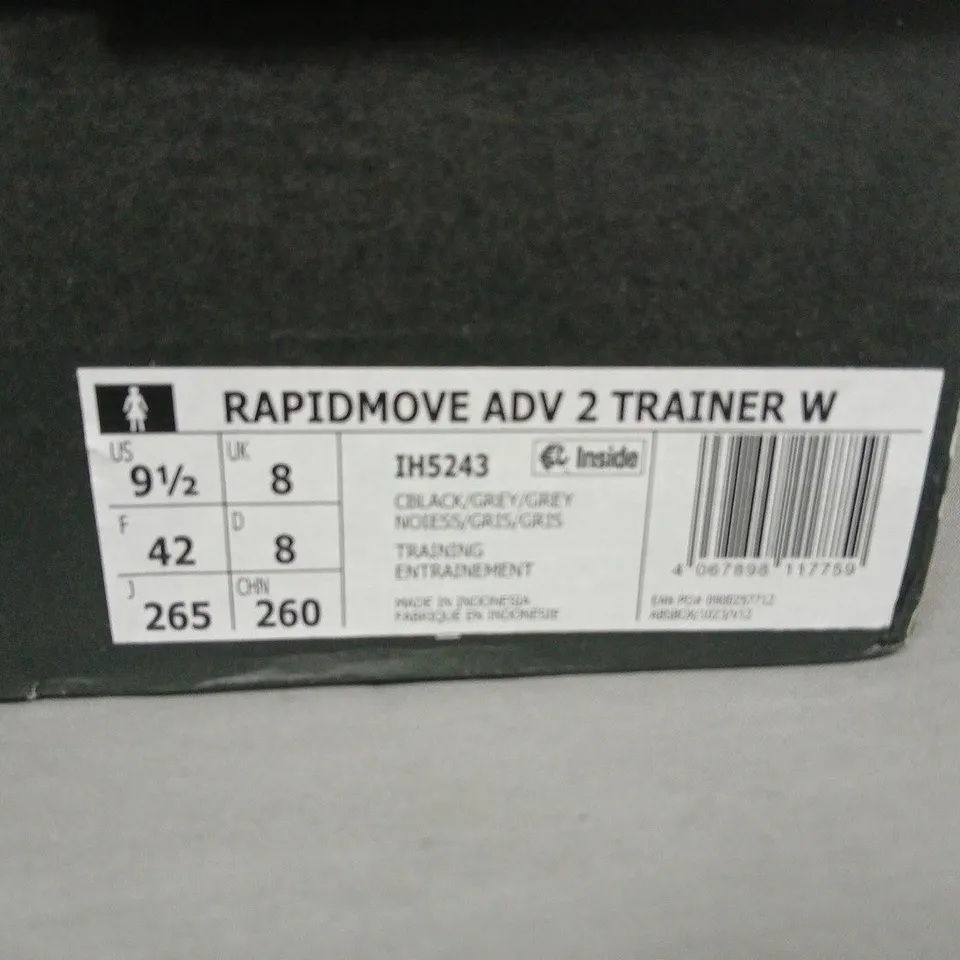 RAPIDMOVE ADV 2 TRAINER W
US 9½ UK 8
F 42 D 8
J 265 CHN 260
IH5243 Inside
CBLACK/GREY/GREY
NOIESS/GRIS/GRIS
TRAINING
ENTRAINEMENT
MADE IN INDONESIA
FABRIQUE EN INDONESIE
4 067898 117759